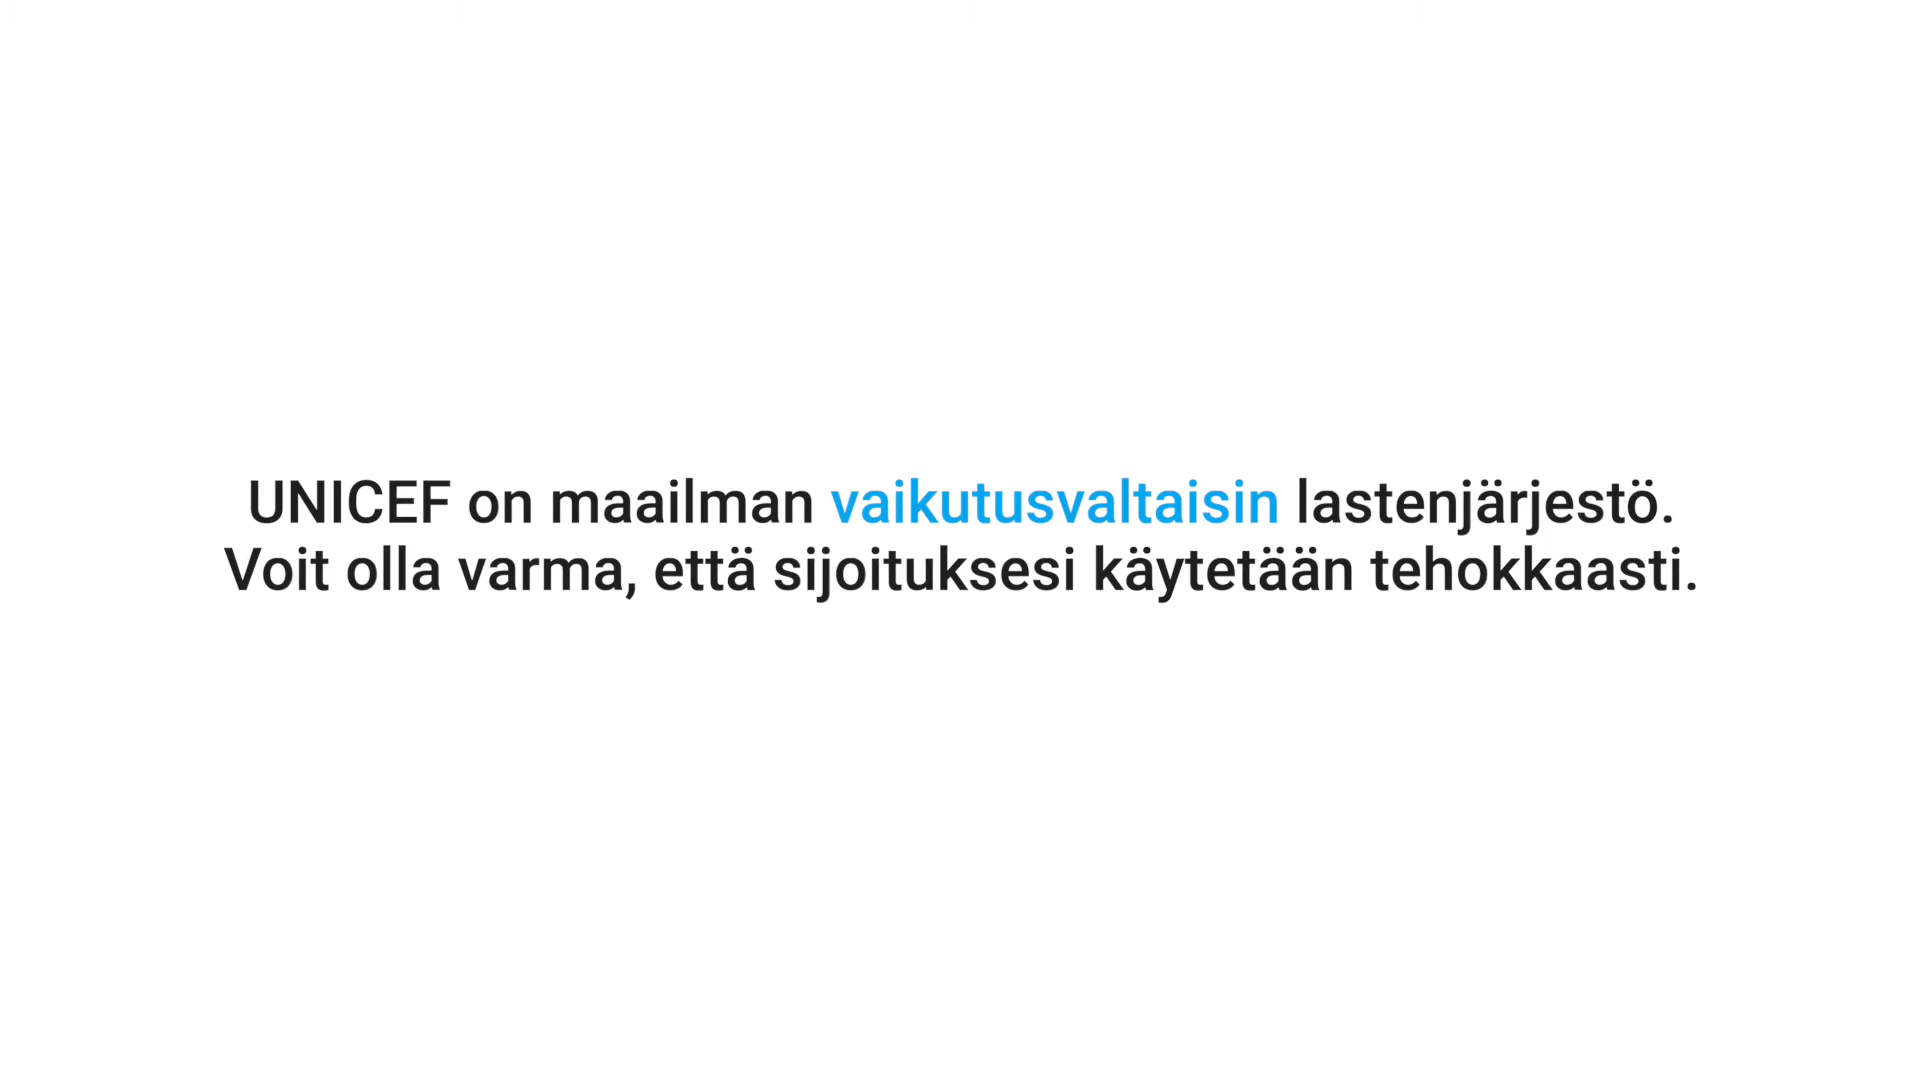 UNICEF on maailman vaikutusvaltaisin lastenjärjestö.
Voit olla varma, että sijoituksesi käytetään tehokkaasti.